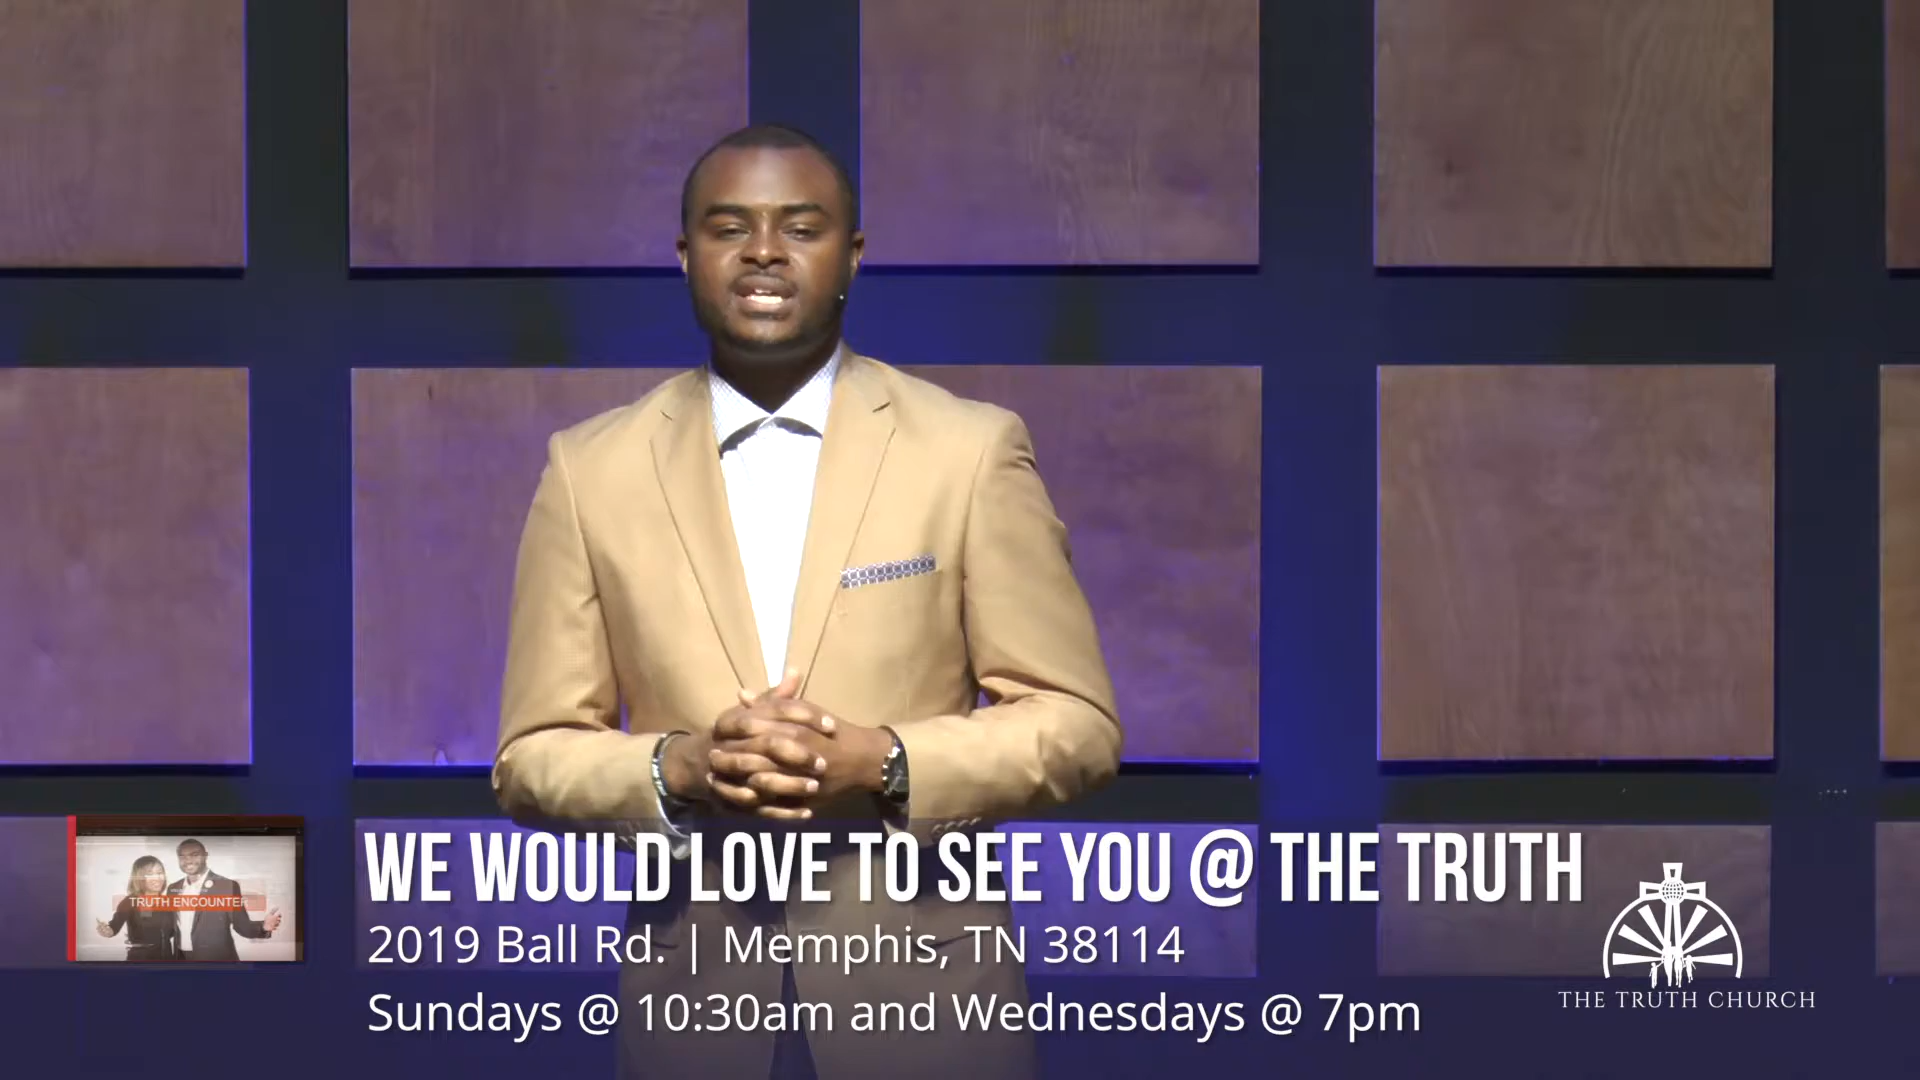 WE WOULD LOVE TO SEE YOU @ THE TRUTH
2019 Ball Rd. | Memphis, TN 38114
Sundays @ 10:30am and Wednesdays @ 7pm
TRUTH ENCOUNTER
THE TRUTH CHURCH